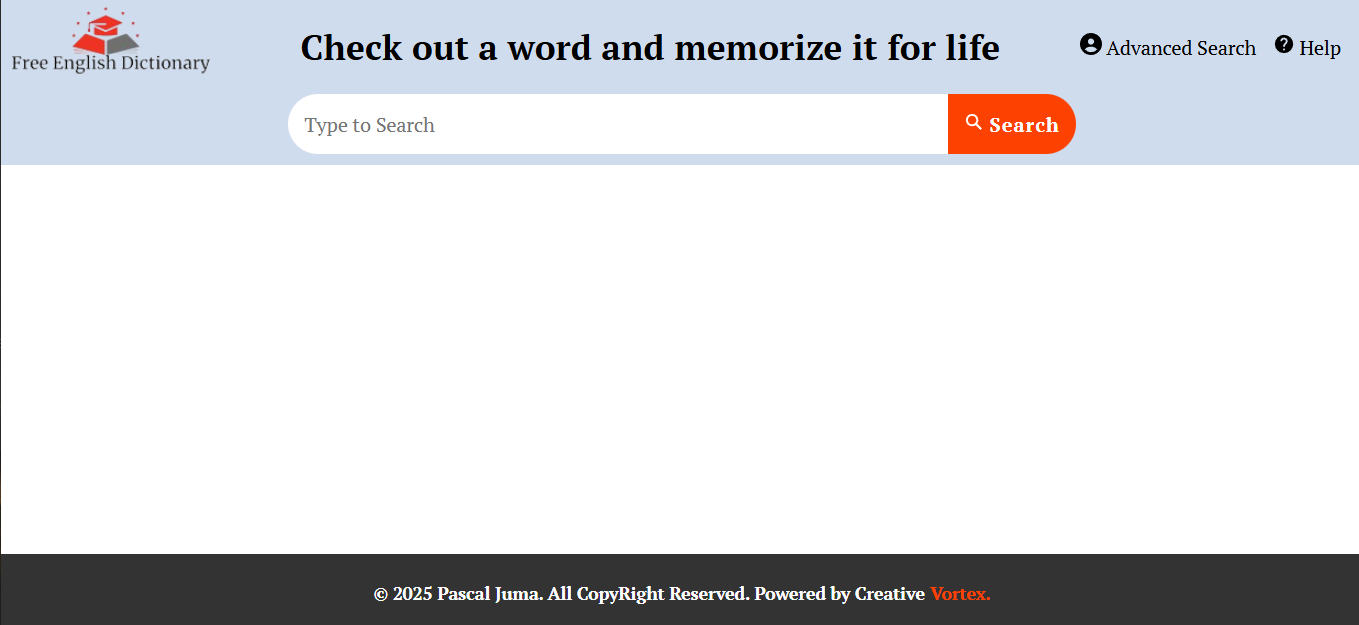 Free English Dictionary
Check out a word and memorize it for life
Advanced Search
Help
Type to Search
Search
© 2025 Pascal Juma. All CopyRight Reserved. Powered by Creative Vortex.